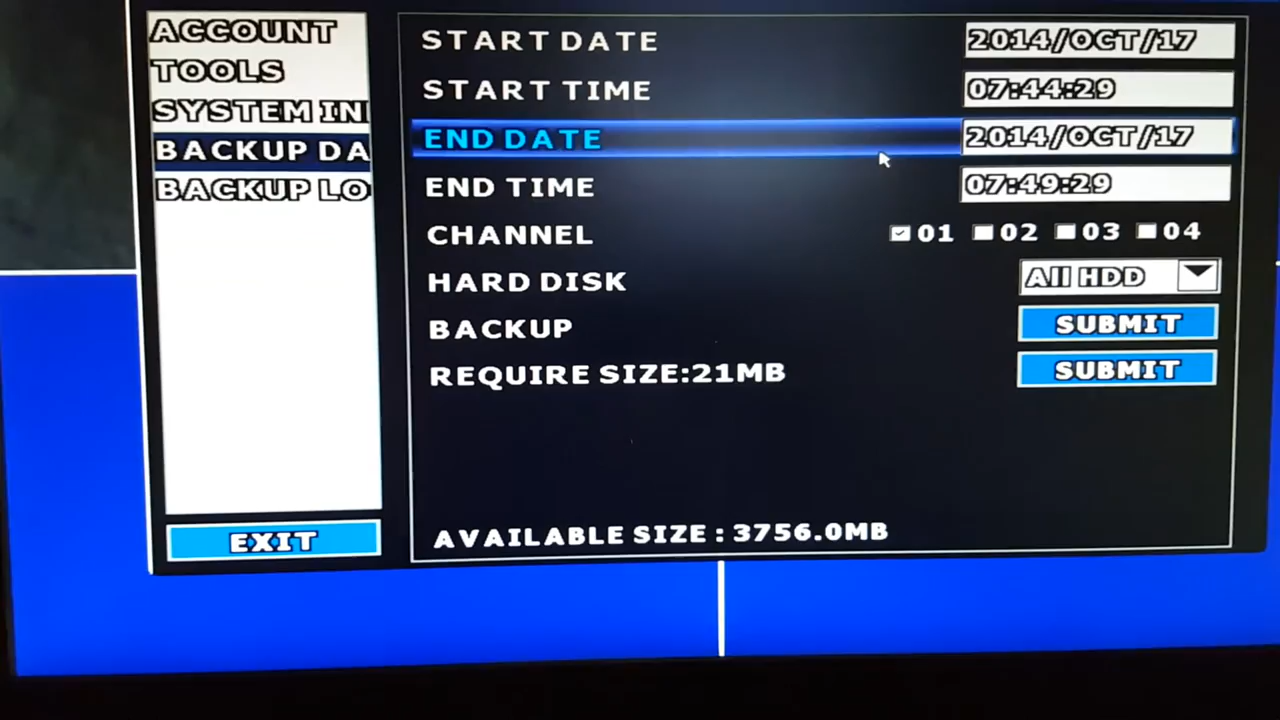 ACCOUNT
TOOLS
SYSTEM IN
BACKUP DA
BACKUP LO
EXIT
START DATE 2014/OCT/17
START TIME 07:44:29
END DATE 2014/OCT/17
END TIME 07:49:29
CHANNEL 01 02 03 04
HARD DISK All HDD
BACKUP SUBMIT
REQUIRE SIZE:21MB SUBMIT
AVAILABLE SIZE : 3756.0MB